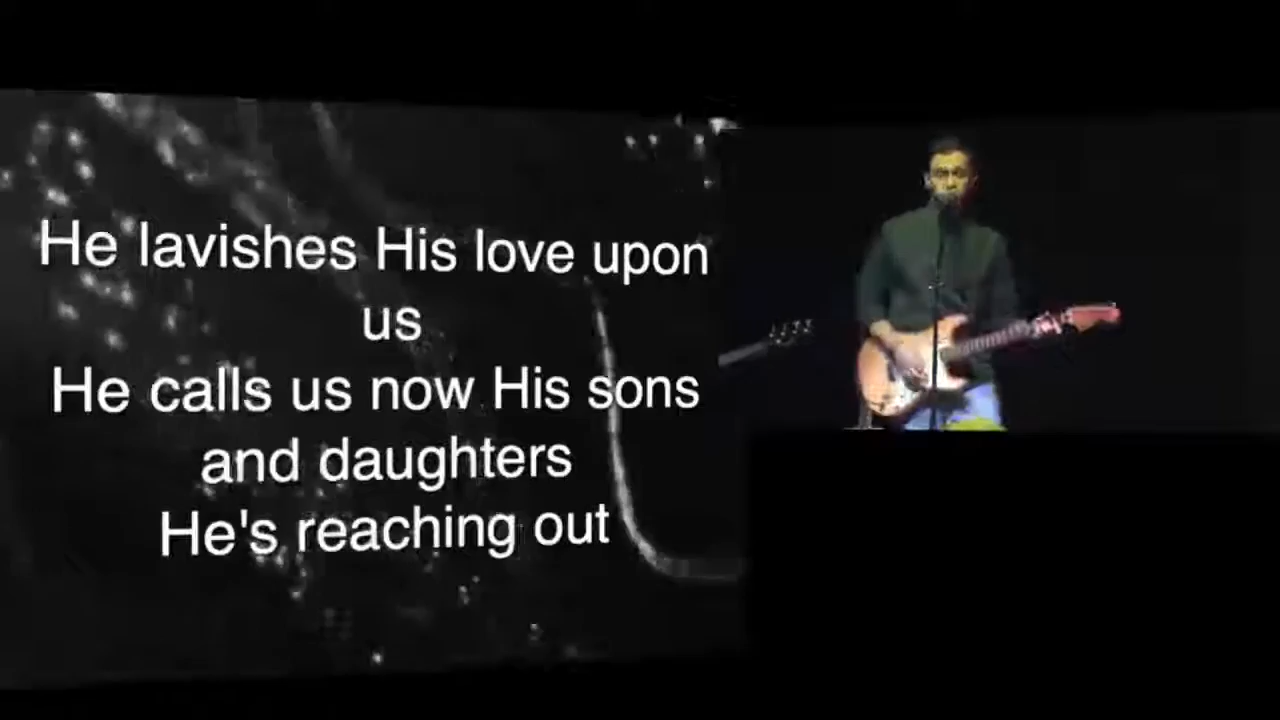 He lavishes His love upon
us
He calls us now His sons
and daughters
He's reaching out